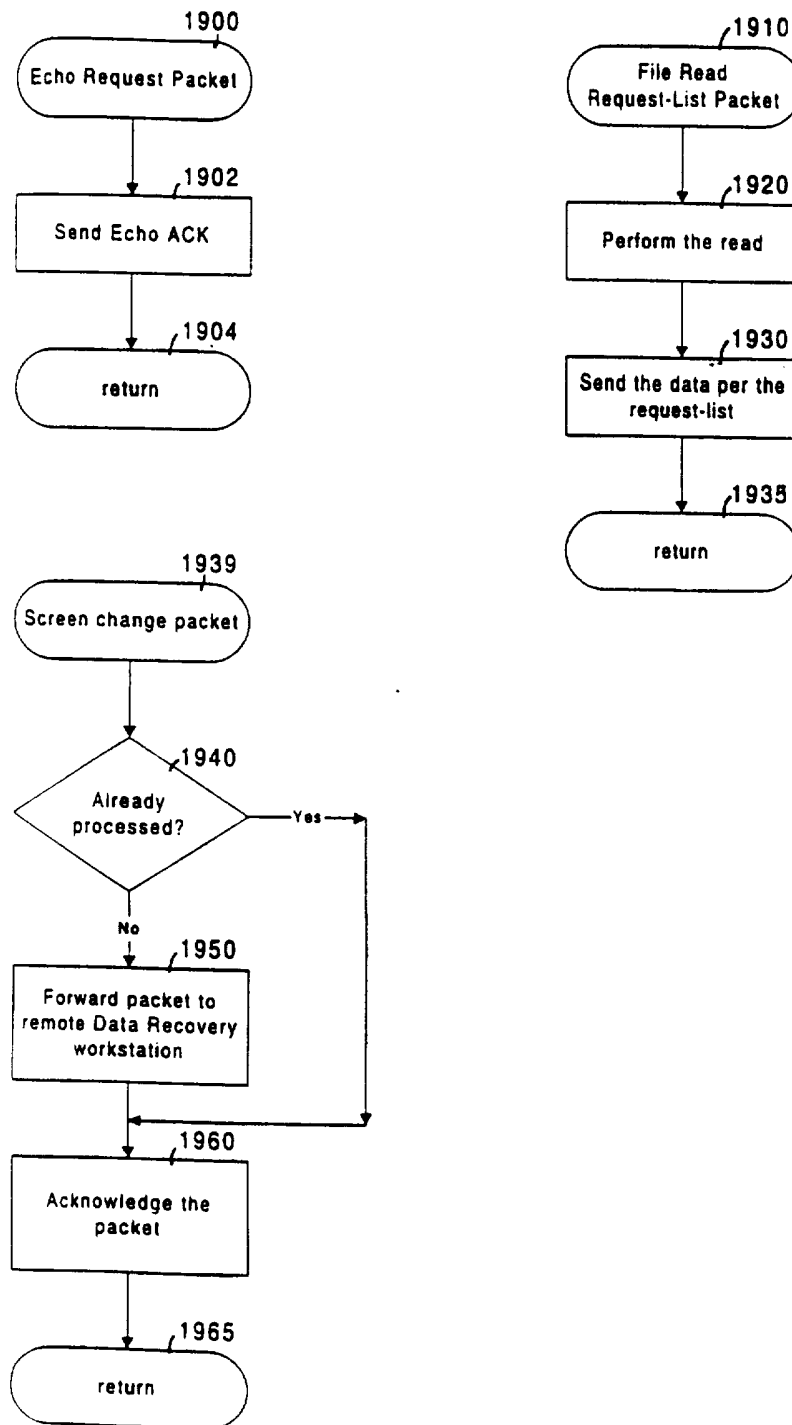 1900
Echo Request Packet
1902
Send Echo ACK
1904
return
1910
File Read
Request-List Packet
1920
Perform the read
1930
Send the data per the
request-list
1935
return
1939
Screen change packet
1940
Already
processed?
Yes
No
1950
Forward packet to
remote Data Recovery
workstation
1960
Acknowledge the
packet
1965
return